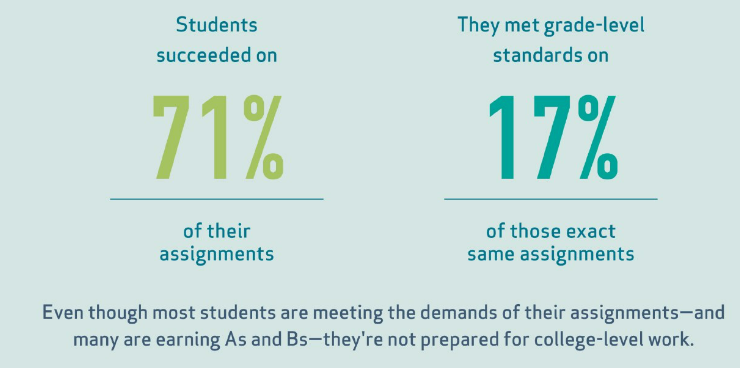 Students
succeeded on
71%
of their
assignments
They met grade-level
standards on
17%
of those exact
same assignments
Even though most students are meeting the demands of their assignments—and
many are earning As and Bs—they're not prepared for college-level work.